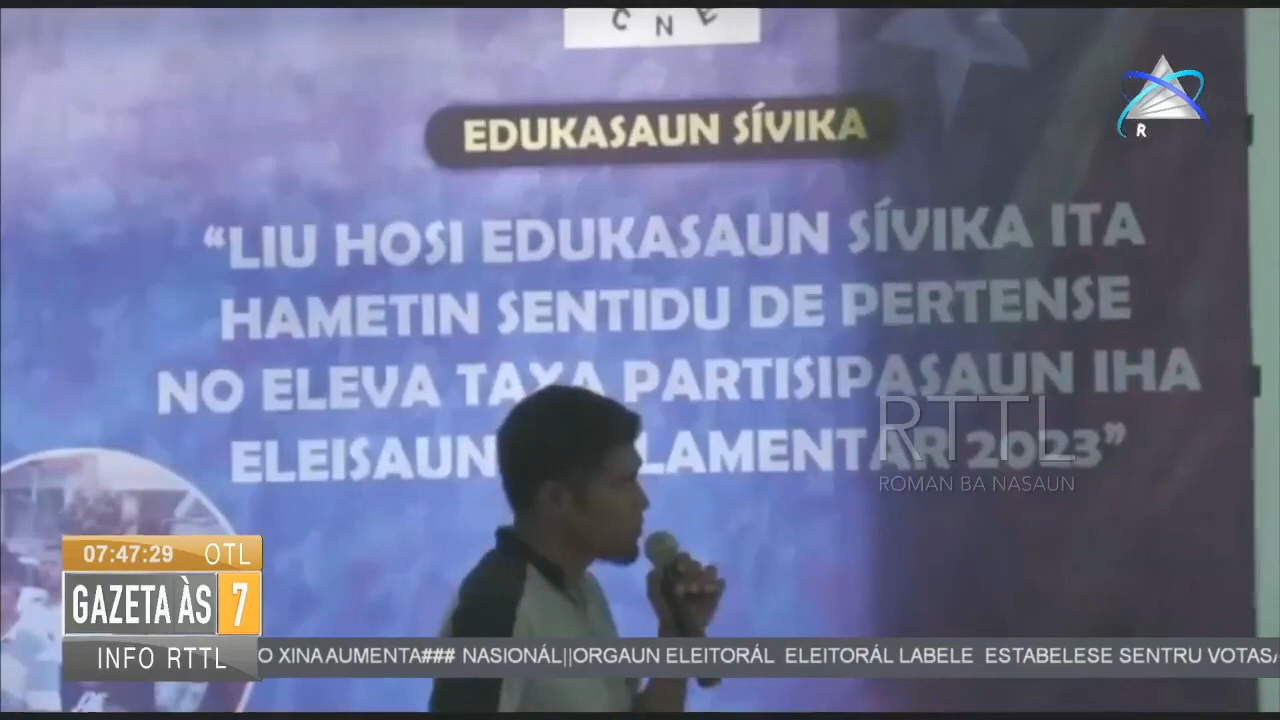 CNE
EDUKASAUN SÍVIKA
“LIU HOSI EDUKASAUN SÍVIKA ITA
HAMETIN SENTIDU DE PERTENSE
NO ELEVA TAXA PARTISIPASAUN IHA
ELEISAUN LAMENTAR 2023”
R
RTTL
ROMAN BA NASAUN
07:47:29 OTL
GAZETA ÀS 7
INFO RTTL
O XINA AUMENTA### NASIONÁL||ORGAUN ELEITORÁL ELEITORÁL LABELE ESTABELESE SENTRU VOTAS